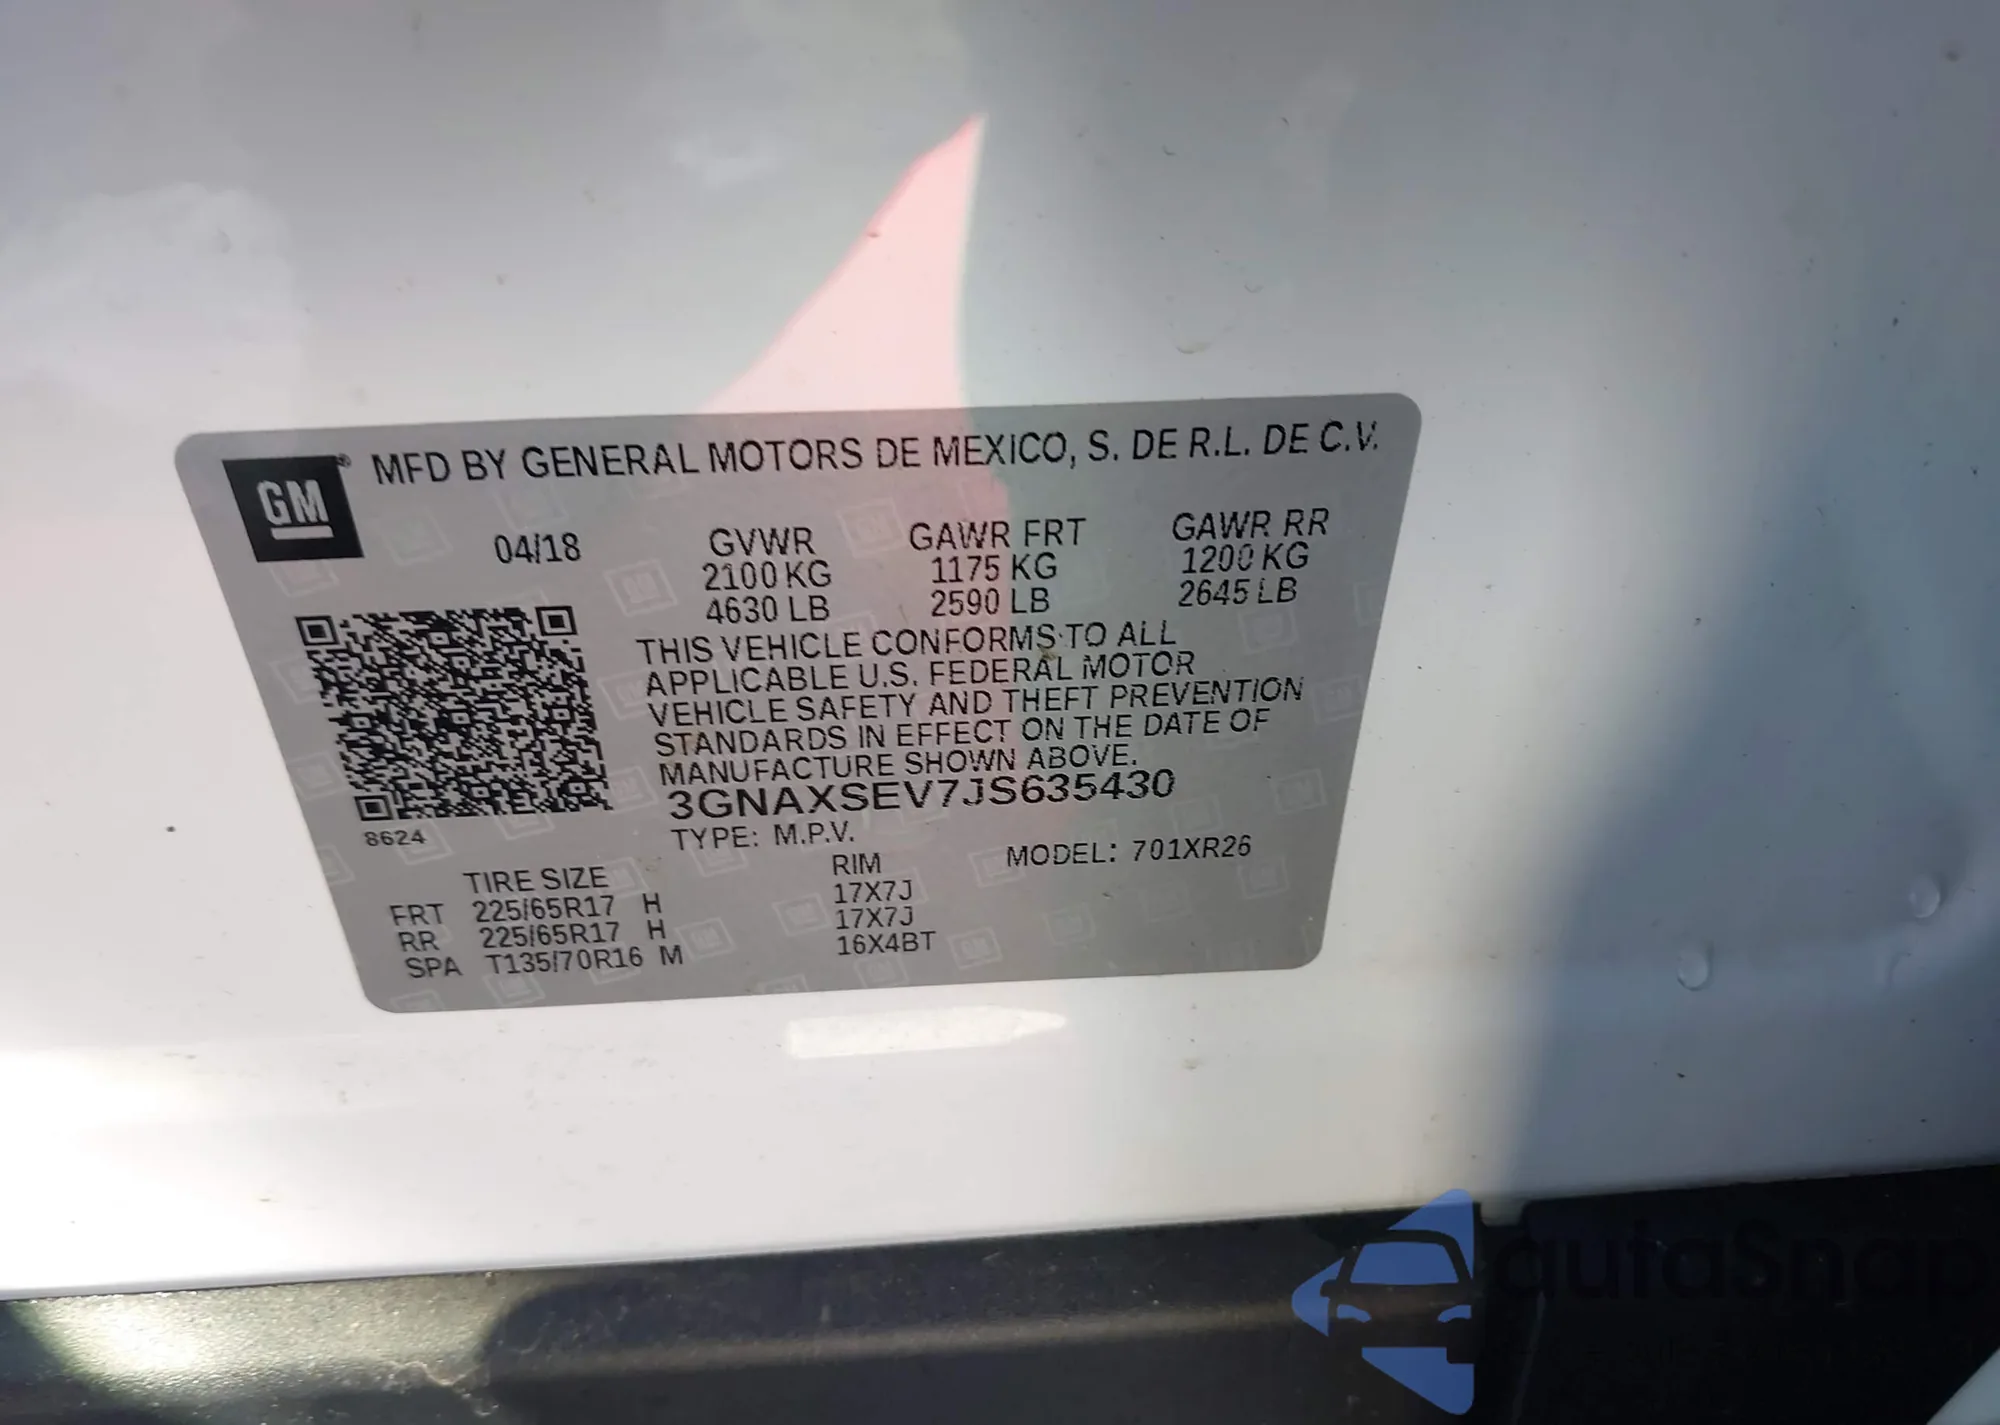 GM
® MFD BY GENERAL MOTORS DE MEXICO, S. DE R.L. DE C.V.
04/18 GVWR GAWR FRT GAWR RR
2100 KG 1175 KG 1200 KG
4630 LB 2590 LB 2645 LB
THIS VEHICLE CONFORMS TO ALL
APPLICABLE U.S. FEDERAL MOTOR
VEHICLE SAFETY AND THEFT PREVENTION
STANDARDS IN EFFECT ON THE DATE OF
MANUFACTURE SHOWN ABOVE.
3GNAXSEV7JS635430
8624
TYPE: M.P.V. MODEL: 701XR26
TIRE SIZE RIM
FRT 225/65R17 H 17X7J
RR 225/65R17 H 17X7J
SPA T135/70R16 M 16X4BT
autaSnap